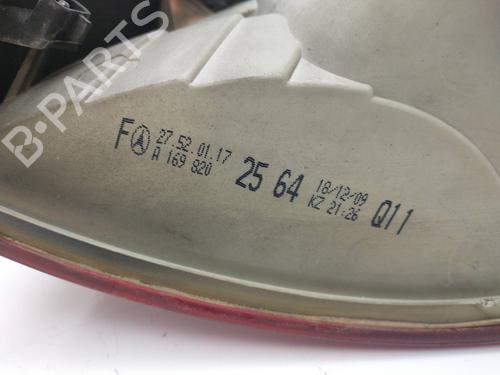 B-PARTS
F 27.52.01.17
A 169 820 25 64
18/12/09
KZ 21:26 Q11